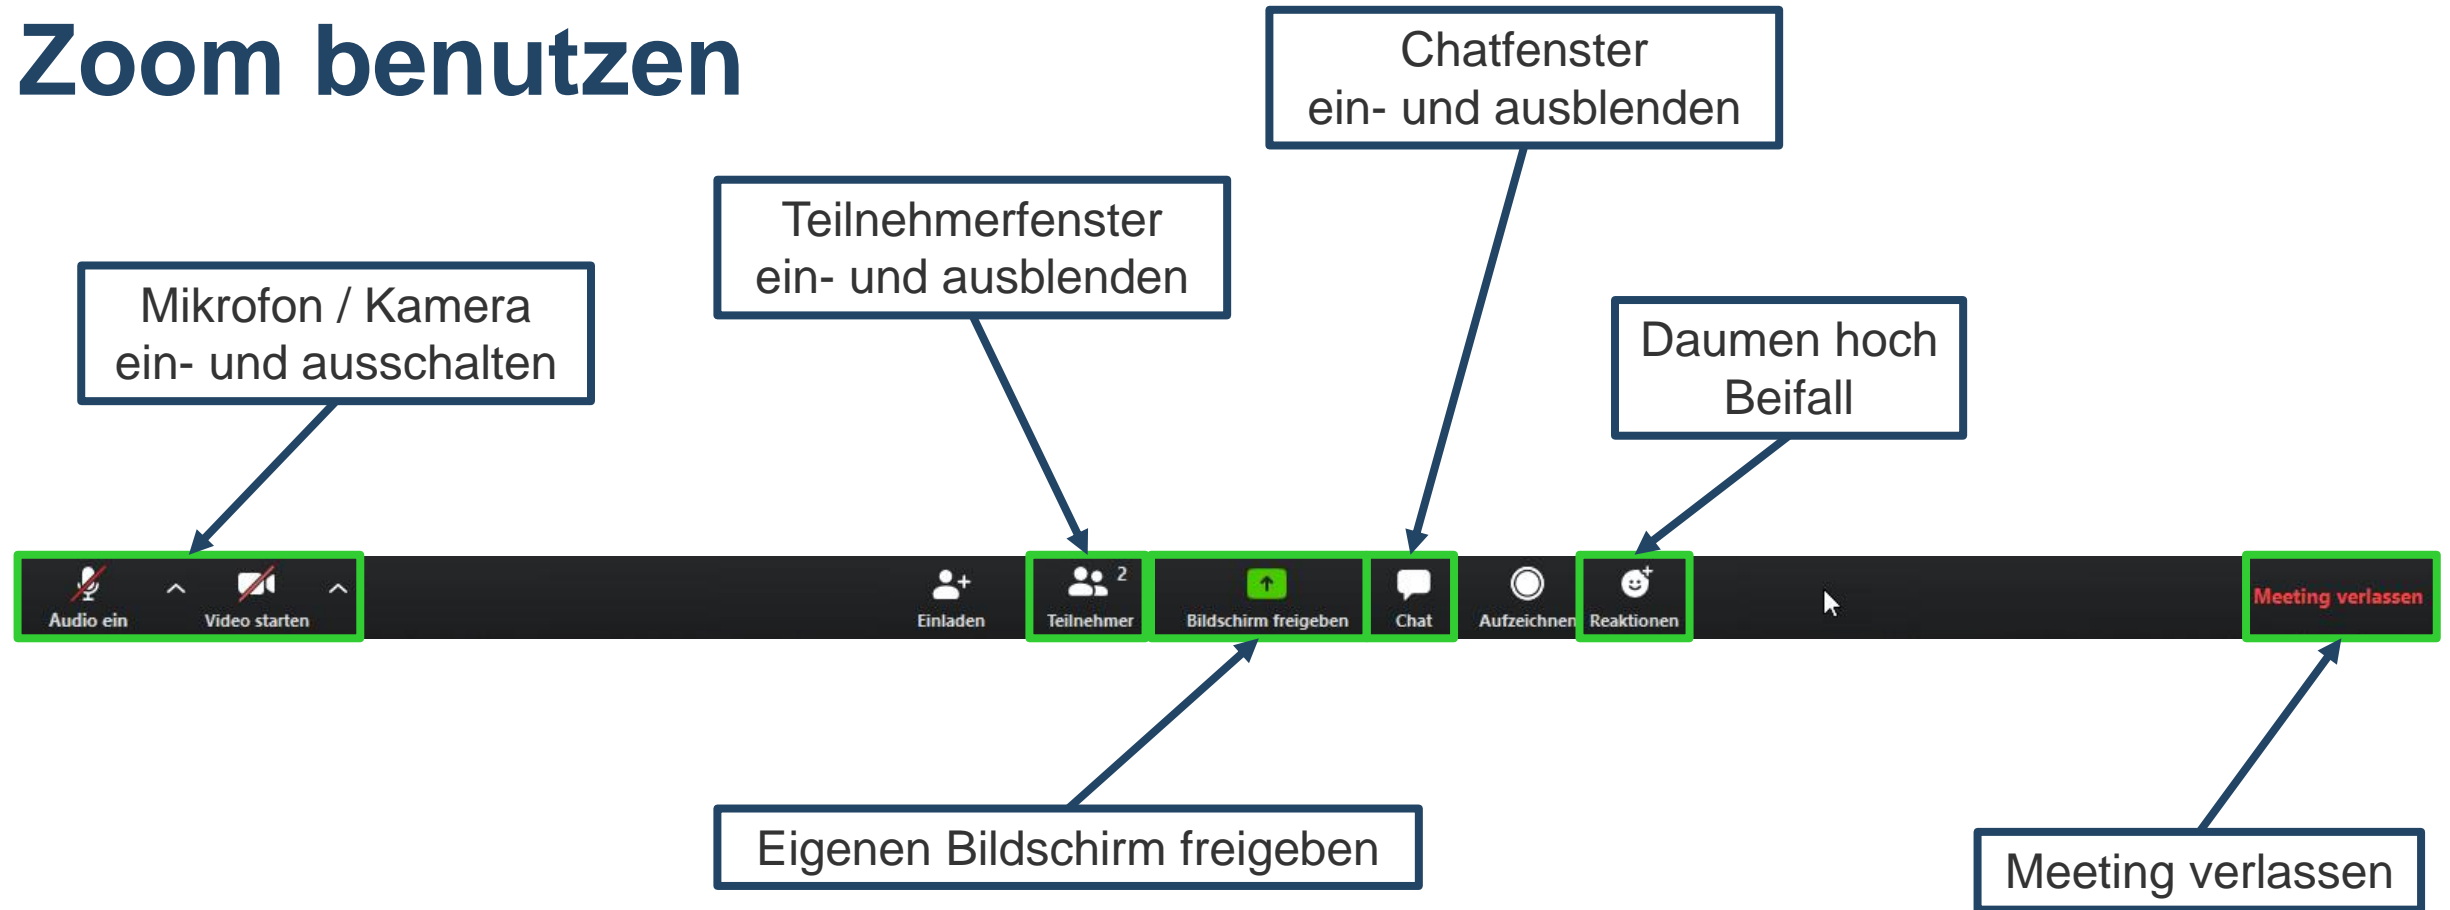 Zoom benutzen
Chatfenster
ein- und ausblenden
Teilnehmerfenster
ein- und ausblenden
Mikrofon / Kamera
ein- und ausschalten
Daumen hoch
Beifall
2
Audio ein
Video starten
Einladen
Teilnehmer
Bildschirm freigeben
Chat
Aufzeichnen
Reaktionen
Meeting verlassen
Eigenen Bildschirm freigeben
Meeting verlassen